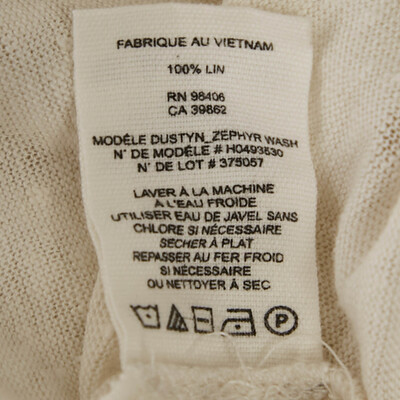 FABRIQUE AU VIETNAM
100% LIN
RN 98406
CA 39862
MODÈLE DUSTYN_ZEPHYR WASH
N° DE MODÈLE # H0493530
N° DE LOT # 375057
LAVER À LA MACHINE
À L'EAU FROIDE
UTILISER EAU DE JAVEL SANS
CHLORE SI NÉCESSAIRE
SÉCHER À PLAT
REPASSER AU FER FROID
SI NÉCESSAIRE
OU NETTOYER À SEC
P